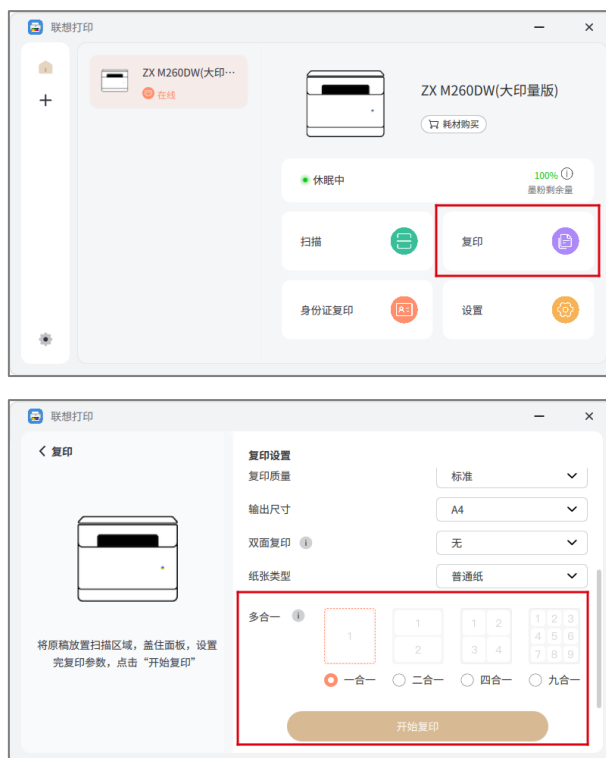 联想打印
ZX M260DW(大印…
在线
ZX M260DW(大印量版)
耗材购买
休眠中
100%
墨粉剩余量
扫描
复印
身份证复印
设置
联想打印
复印
将原稿放置扫描区域，盖住面板，设置
完复印参数，点击“开始复印”
复印设置
复印质量
标准
输出尺寸
A4
双面复印
无
纸张类型
普通纸
多合一
1
1
2
1 2
3 4
1 2 3
4 5 6
7 8 9
一合一
二合一
四合一
九合一
开始复印